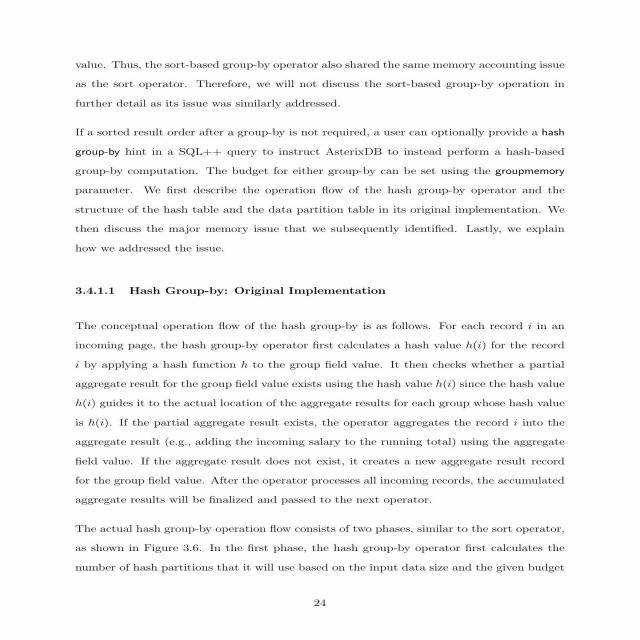 value. Thus, the sort-based group-by operator also shared the same memory accounting issue
as the sort operator. Therefore, we will not discuss the sort-based group-by operation in
further detail as its issue was similarly addressed.
If a sorted result order after a group-by is not required, a user can optionally provide a hash
group-by hint in a SQL++ query to instruct AsterixDB to instead perform a hash-based
group-by computation. The budget for either group-by can be set using the groupmemory
parameter. We first describe the operation flow of the hash group-by operator and the
structure of the hash table and the data partition table in its original implementation. We
then discuss the major memory issue that we subsequently identified. Lastly, we explain
how we addressed the issue.
3.4.1.1 Hash Group-by: Original Implementation
The conceptual operation flow of the hash group-by is as follows. For each record i in an
incoming page, the hash group-by operator first calculates a hash value h(i) for the record
i by applying a hash function h to the group field value. It then checks whether a partial
aggregate result for the group field value exists using the hash value h(i) since the hash value
h(i) guides it to the actual location of the aggregate results for each group whose hash value
is h(i). If the partial aggregate result exists, the operator aggregates the record i into the
aggregate result (e.g., adding the incoming salary to the running total) using the aggregate
field value. If the aggregate result does not exist, it creates a new aggregate result record
for the group field value. After the operator processes all incoming records, the accumulated
aggregate results will be finalized and passed to the next operator.
The actual hash group-by operation flow consists of two phases, similar to the sort operator,
as shown in Figure 3.6. In the first phase, the hash group-by operator first calculates the
number of hash partitions that it will use based on the input data size and the given budget
24